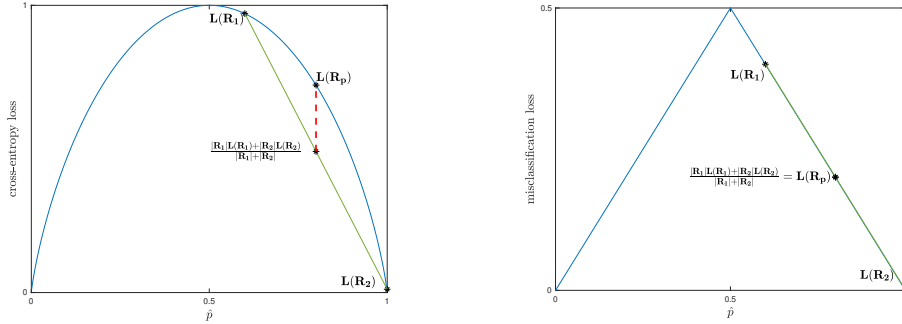 1
L(R₁)
L(Rₚ)
|R₁|L(R₁)+|R₂|L(R₂)
|R₁|+|R₂|
L(R₂)
cross-entropy loss
0
0
0.5
1
p̂
0.5
L(R₁)
|R₁|L(R₁)+|R₂|L(R₂)
|R₁|+|R₂|
= L(Rₚ)
L(R₂)
misclassification loss
0
0
0.5
p̂